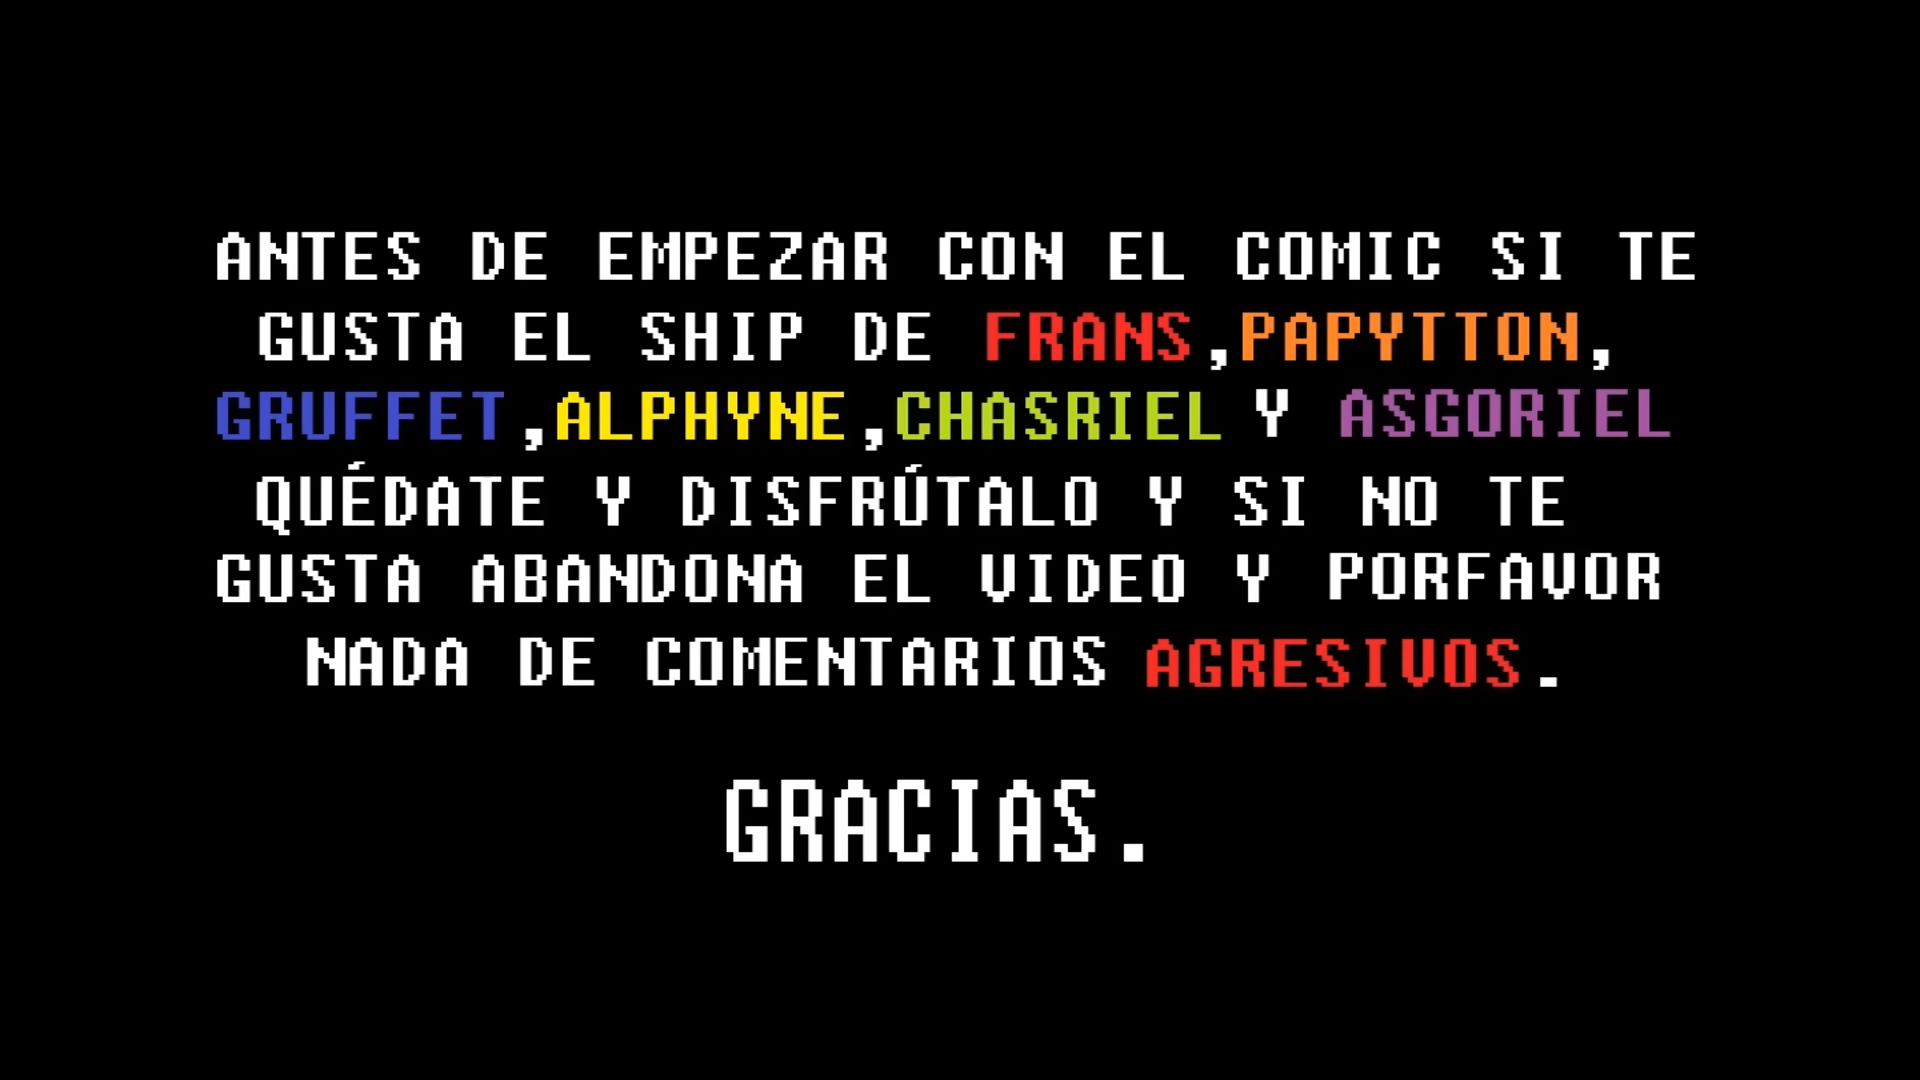 ANTES DE EMPEZAR CON EL COMIC SI TE
GUSTA EL SHIP DE FRANS,PAPYTTON,
GRUFFET,ALPHYNE,CHASRIEL Y ASGORIEL
QUÉDATE Y DISFRÚTALO Y SI NO TE
GUSTA ABANDONA EL VIDEO Y PORFAVOR
NADA DE COMENTARIOS AGRESIVOS.
GRACIAS.